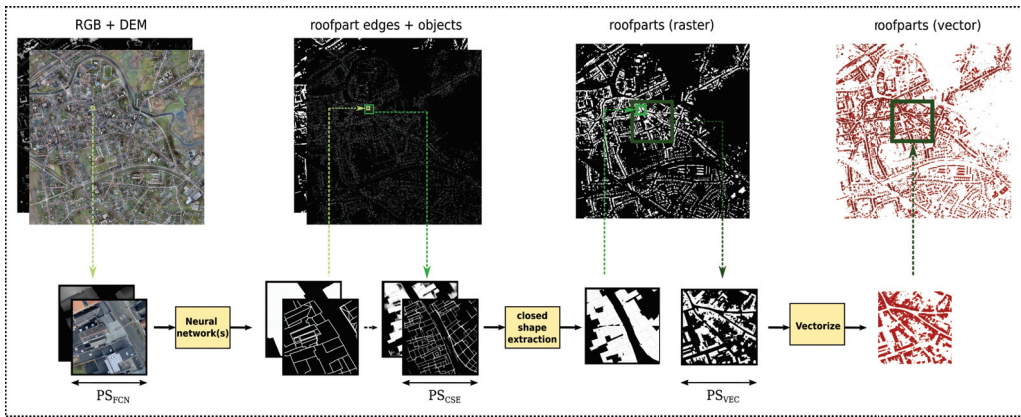 RGB + DEM
roofpart edges + objects
roofparts (raster)
roofparts (vector)
Neural
network(s)
closed
shape
extraction
Vectorize
PS_FCN
PS_CSE
PS_VEC